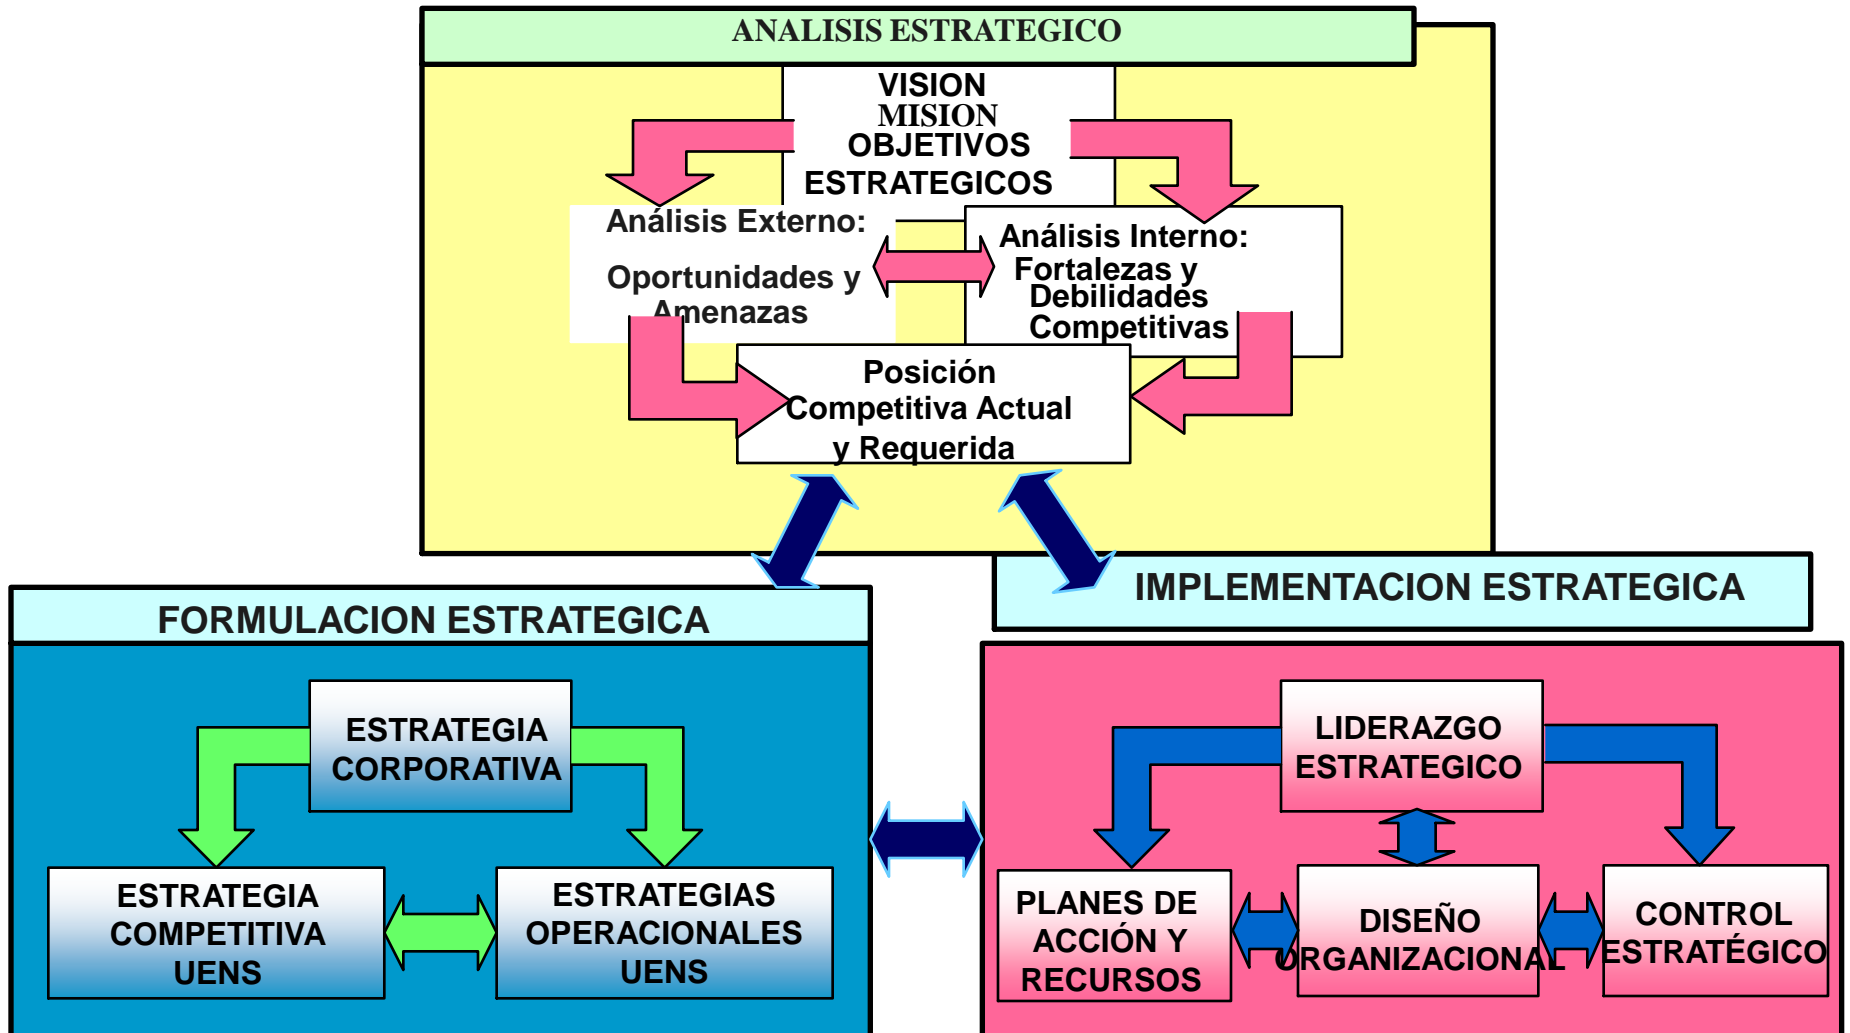 ANALISIS ESTRATEGICO
VISION
MISION
OBJETIVOS
ESTRATEGICOS
Análisis Externo:
Oportunidades y
Amenazas
Análisis Interno:
Fortalezas y
Debilidades
Competitivas
Posición
Competitiva Actual
y Requerida
FORMULACION ESTRATEGICA
ESTRATEGIA
CORPORATIVA
ESTRATEGIA
COMPETITIVA
UENS
ESTRATEGIAS
OPERACIONALES
UENS
IMPLEMENTACION ESTRATEGICA
LIDERAZGO
ESTRATEGICO
PLANES DE
ACCIÓN Y
RECURSOS
DISEÑO
ORGANIZACIONAL
CONTROL
ESTRATÉGICO